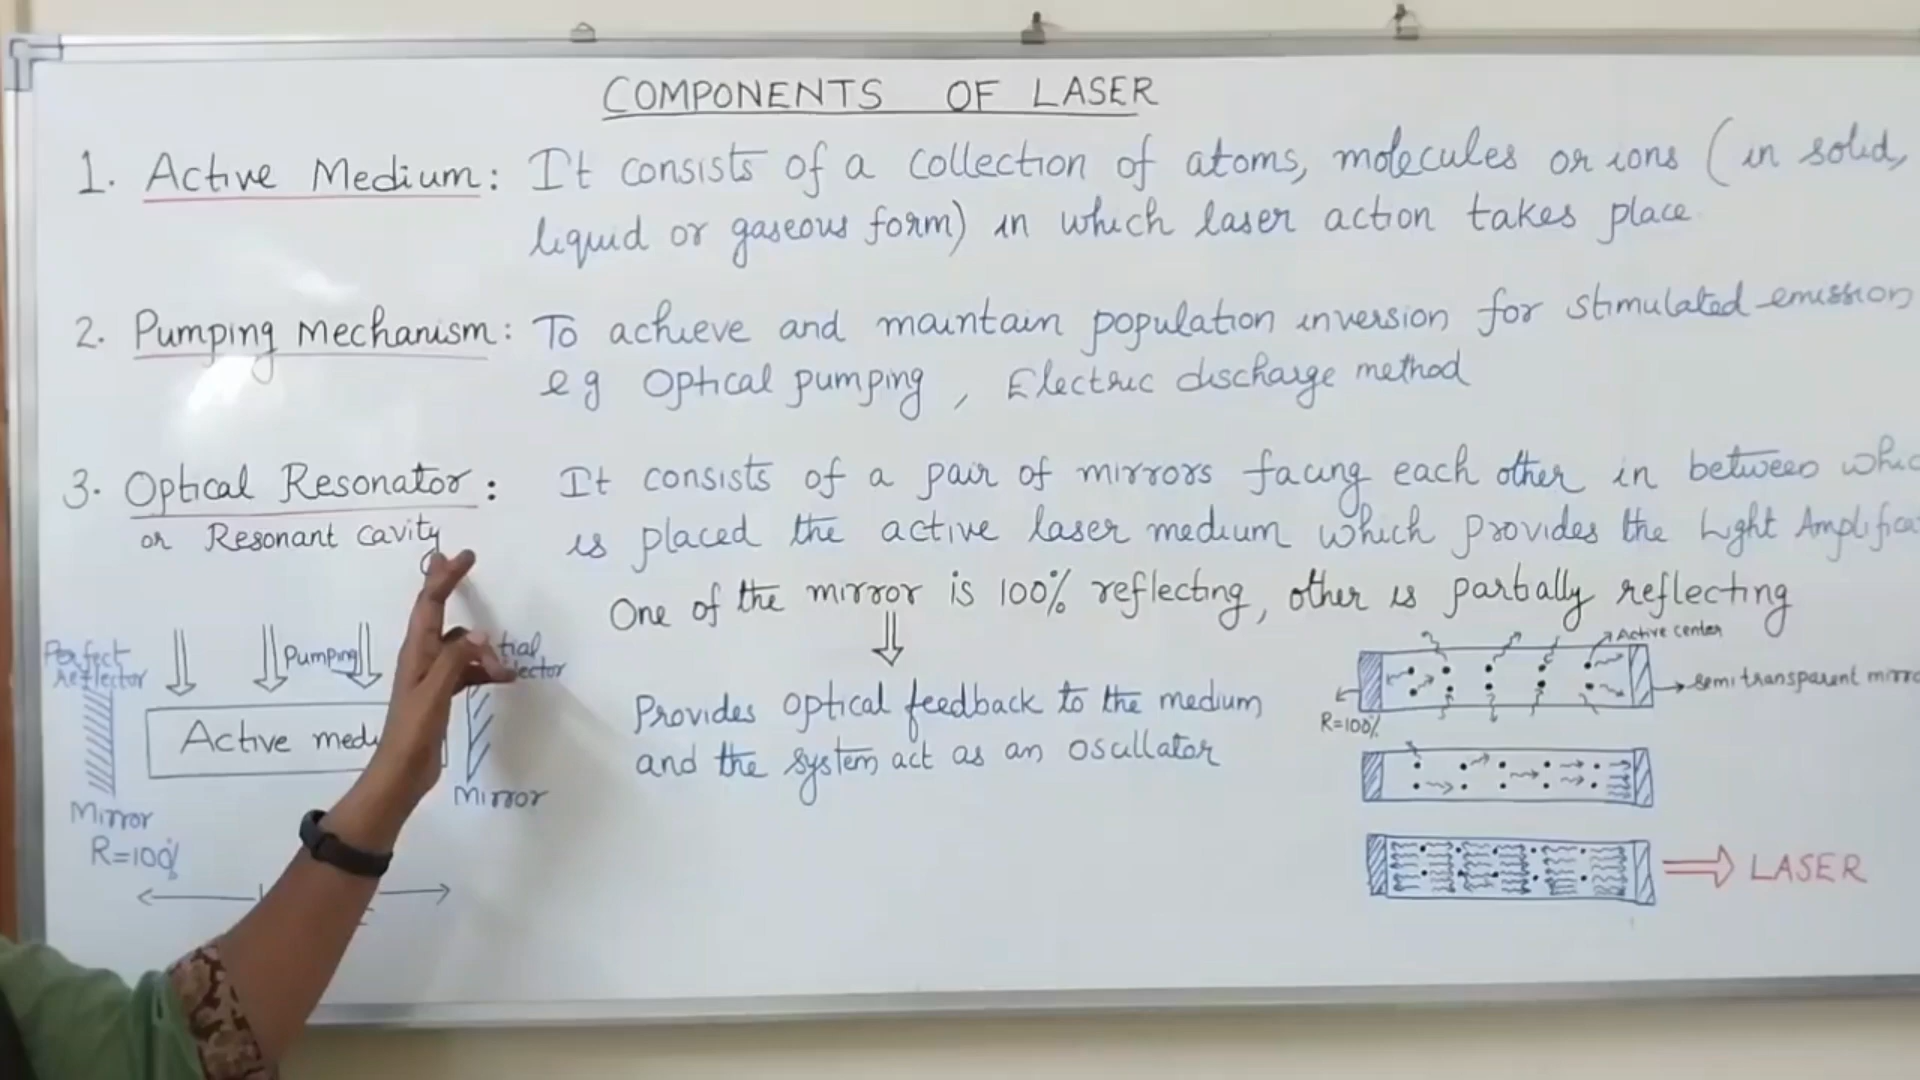 COMPONENTS OF LASER
1. Active Medium: It consists of a collection of atoms, molecules or ions (in solid,
liquid or gaseous form) in which laser action takes place
2. Pumping Mechanism: To achieve and maintain population inversion for stimulated emission
eg Optical pumping, Electric discharge method
3. Optical Resonator: It consists of a pair of mirrors facing each other in between
or Resonant cavity
is placed the active laser medium which provides the Light
One of the mirror is 100% reflecting, other is partially reflecting
Provides optical feedback to the medium
and the system act as an oscillator
Perfect
Reflector
Pumping
Active
Mirror
R=100%
Mirror
Active center
semitransparent
R=100%
LASER